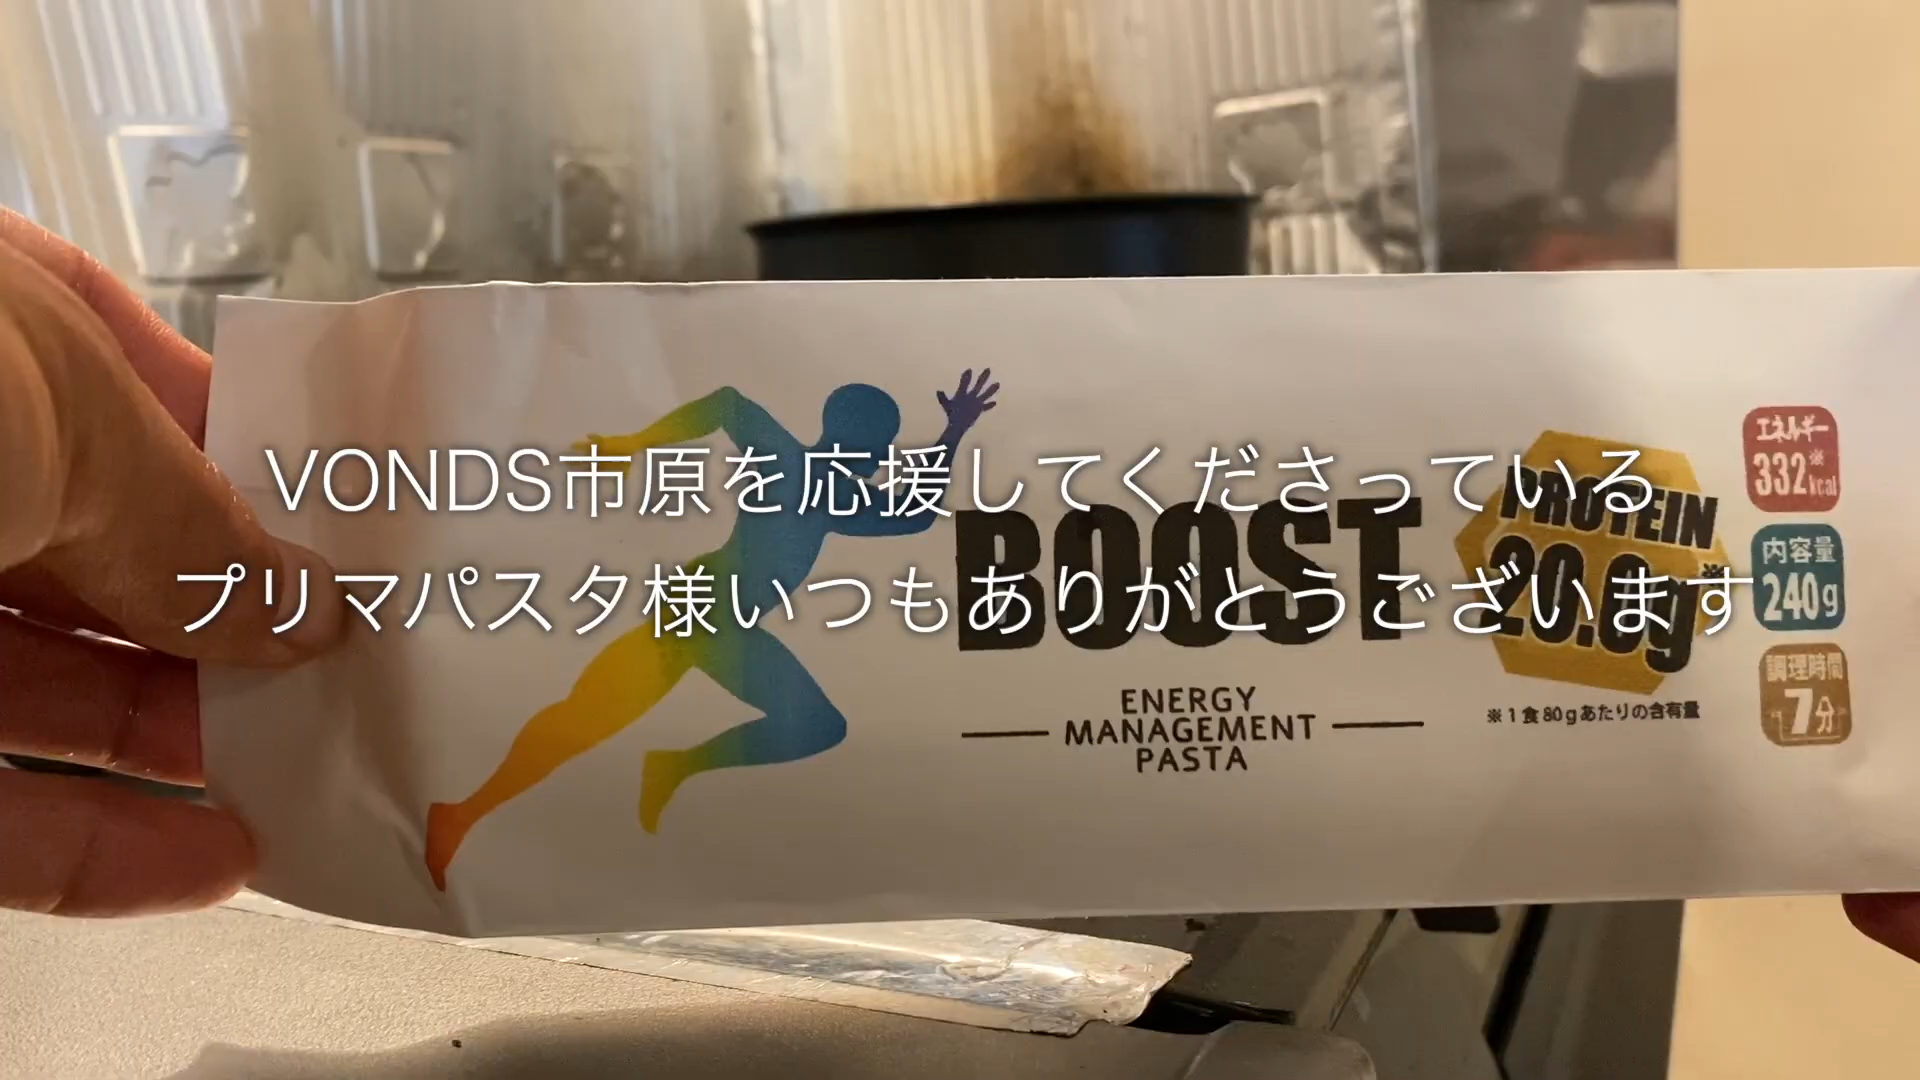 VONDS市原を応援してくださっている
プリマパスタ様いつもありがとうございます
BOOST
ENERGY
MANAGEMENT
PASTA
PROTEIN
20.0g※
※1食80gあたりの含有量
エネルギー
332※kcal
内容量
240g
調理時間
7分